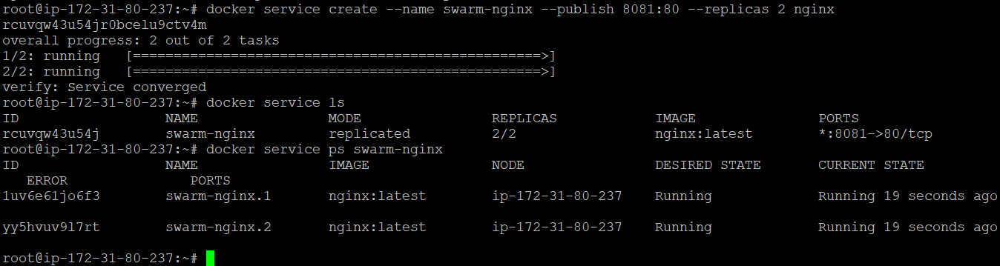 root@ip-172-31-80-237:~# docker service create --name swarm-nginx --publish 8081:80 --replicas 2 nginx
rcuvqw43u54jr0bcelu9ctv4m
overall progress: 2 out of 2 tasks
1/2: running   [==================================================>]
2/2: running   [==================================================>]
verify: Service converged
root@ip-172-31-80-237:~# docker service ls
ID                  NAME                MODE                REPLICAS            IMAGE               PORTS
rcuvqw43u54j        swarm-nginx         replicated          2/2                 nginx:latest        *:8081->80/tcp
root@ip-172-31-80-237:~# docker service ps swarm-nginx
ID                  NAME                IMAGE               NODE                DESIRED STATE       CURRENT STATE
   ERROR               PORTS
1uv6e61jo6f3        swarm-nginx.1       nginx:latest        ip-172-31-80-237    Running             Running 19 seconds ago
yy5hvuv9l7rt        swarm-nginx.2       nginx:latest        ip-172-31-80-237    Running             Running 19 seconds ago
root@ip-172-31-80-237:~#